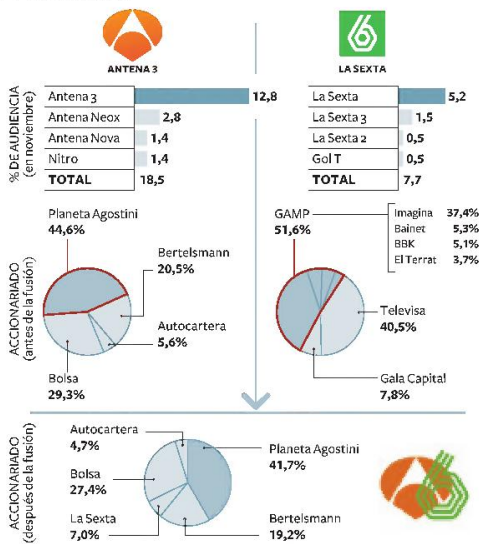 ANTENA 3
LA SEXTA
% DE AUDIENCIA
(en noviembre)
Antena 3 12,8
Antena Neox 2,8
Antena Nova 1,4
Nitro 1,4
TOTAL 18,5
La Sexta 5,2
La Sexta 3 1,5
La Sexta 2 0,5
Gol T 0,5
TOTAL 7,7
ACCIONARIADO
(antes de la fusión)
Planeta Agostini
44,6%
Bertelsmann
20,5%
Autocartera
5,6%
Bolsa
29,3%
GAMP
51,6%
Imagina 37,4%
Bainet 5,3%
BBK 5,1%
El Terrat 3,7%
Televisa
40,5%
Gala Capital
7,8%
ACCIONARIADO
(después de la fusión)
Autocartera
4,7%
Planeta Agostini
41,7%
Bolsa
27,4%
La Sexta
7,0%
Bertelsmann
19,2%